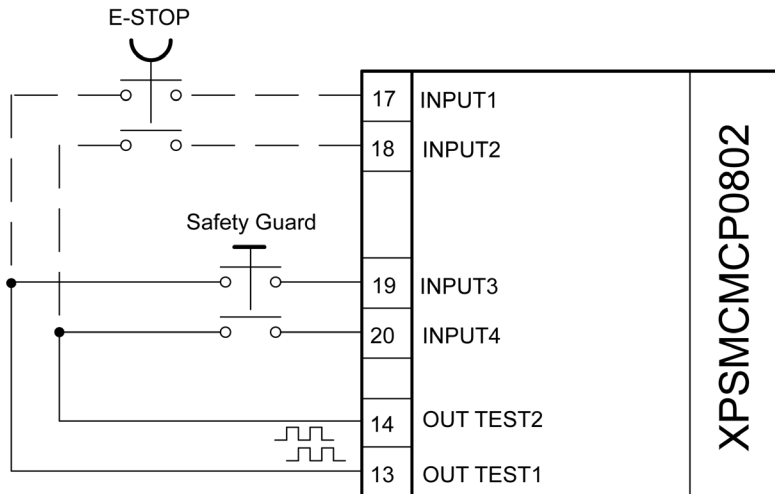 E-STOP
17 INPUT1
18 INPUT2
Safety Guard
19 INPUT3
20 INPUT4
14 OUT TEST2
13 OUT TEST1
XPSMCMCP0802